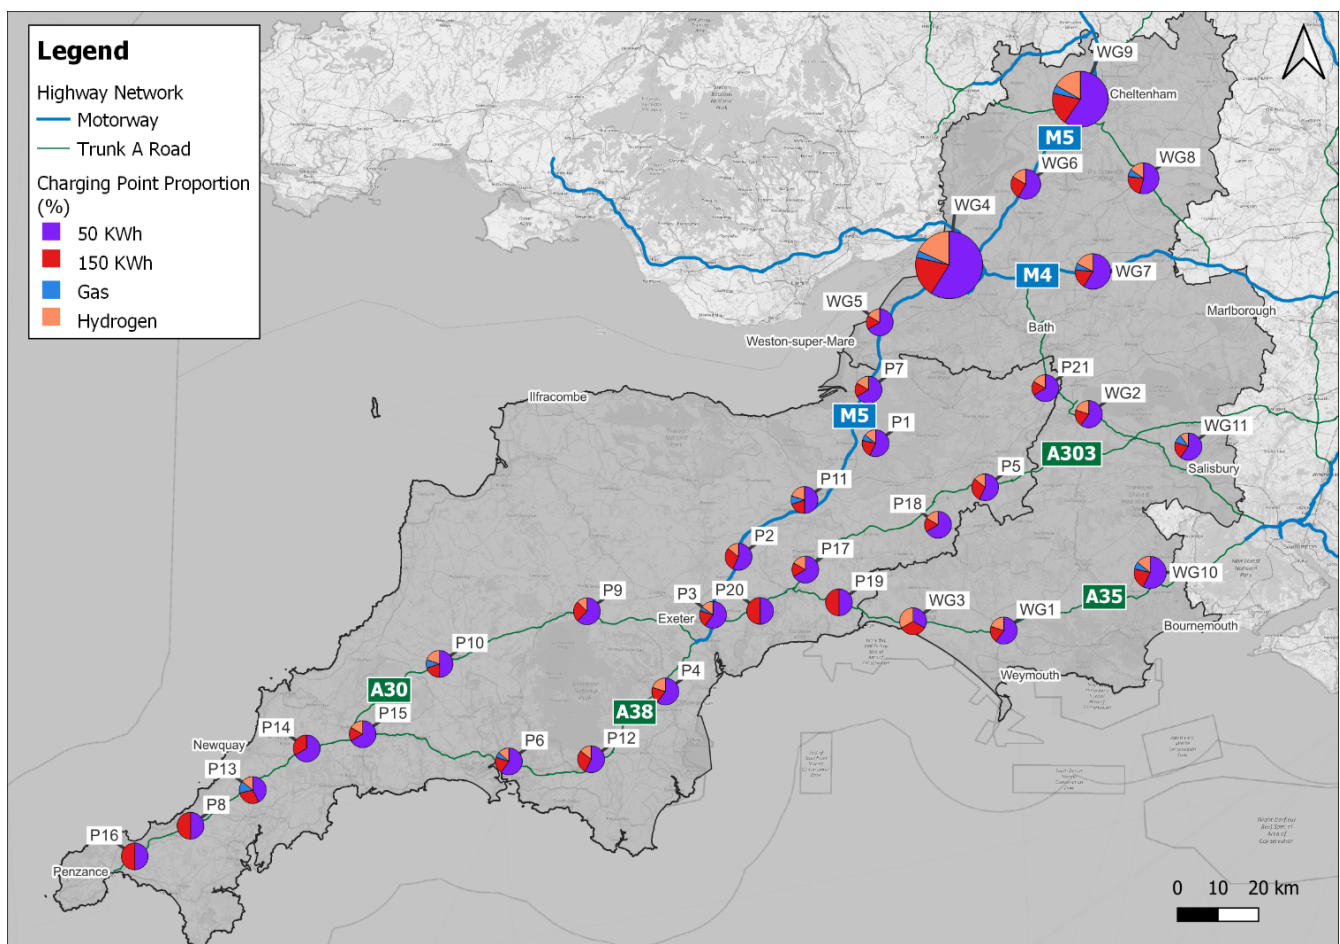 Legend
Highway Network
Motorway
Trunk A Road
Charging Point Proportion
(%)
50 KWh
150 KWh
Gas
Hydrogen
WG9
Cheltenham
M5
WG8
WG6
WG4
M4
WG7
WG5
Marlborough
Bath
Weston-super-Mare
P7
P21
Ilfracombe
WG2
M5
P1
WG11
A303
Salisbury
P5
P11
P18
P2
P17
WG10
P9
P3
P20
P19
WG3
WG1
A35
Exeter
Bournemouth
P10
P4
Weymouth
A30
A38
P15
P14
Newquay
P6
P12
P13
P8
P16
Penzance
0 10 20 km